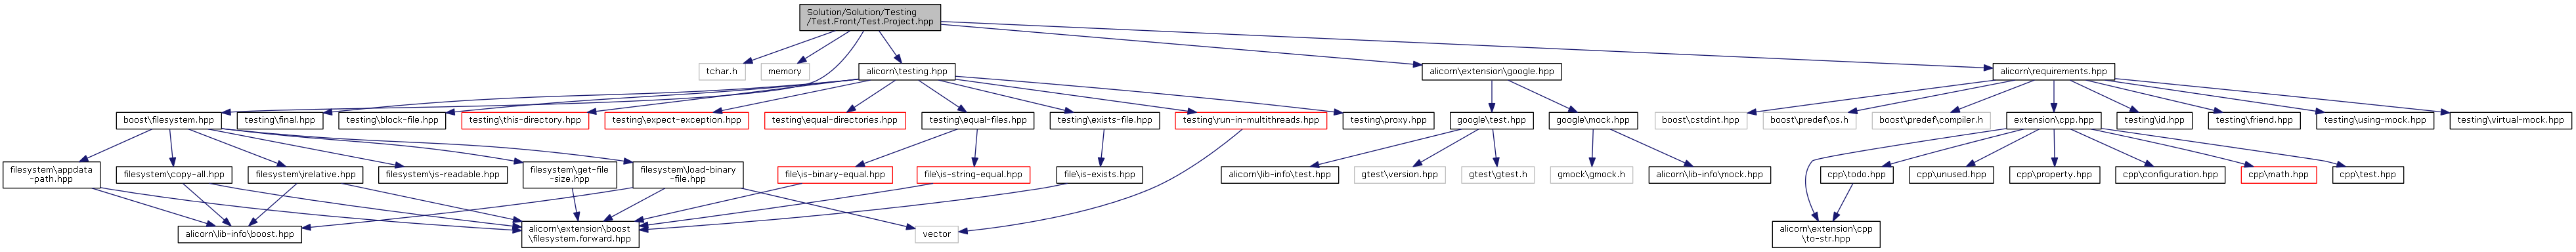 Solution/Solution/Testing
/Test.Front/Test.Project.hpp
tchar.h
memory
alicorn\testing.hpp
alicorn\extension\google.hpp
alicorn\requirements.hpp
boost\filesystem.hpp
testing\final.hpp
testing\block-file.hpp
testing\this-directory.hpp
testing\expect-exception.hpp
testing\equal-directories.hpp
testing\equal-files.hpp
testing\exists-file.hpp
testing\run-in-multithreads.hpp
testing\proxy.hpp
google\test.hpp
google\mock.hpp
boost\cstdint.hpp
boost\predef\os.h
boost\predef\compiler.h
extension\cpp.hpp
testing\id.hpp
testing\friend.hpp
testing\using-mock.hpp
testing\virtual-mock.hpp
filesystem\appdata
-path.hpp
filesystem\copy-all.hpp
filesystem\irelative.hpp
filesystem\is-readable.hpp
filesystem\get-file
-size.hpp
filesystem\load-binary
-file.hpp
file\is-binary-equal.hpp
file\is-string-equal.hpp
file\is-exists.hpp
alicorn\lib-info\test.hpp
gtest\version.hpp
gtest\gtest.h
gmock\gmock.h
alicorn\lib-info\mock.hpp
cpp\todo.hpp
cpp\unused.hpp
cpp\property.hpp
cpp\configuration.hpp
cpp\math.hpp
cpp\test.hpp
alicorn\lib-info\boost.hpp
alicorn\extension\boost
\filesystem.forward.hpp
vector
alicorn\extension\cpp
\to-str.hpp